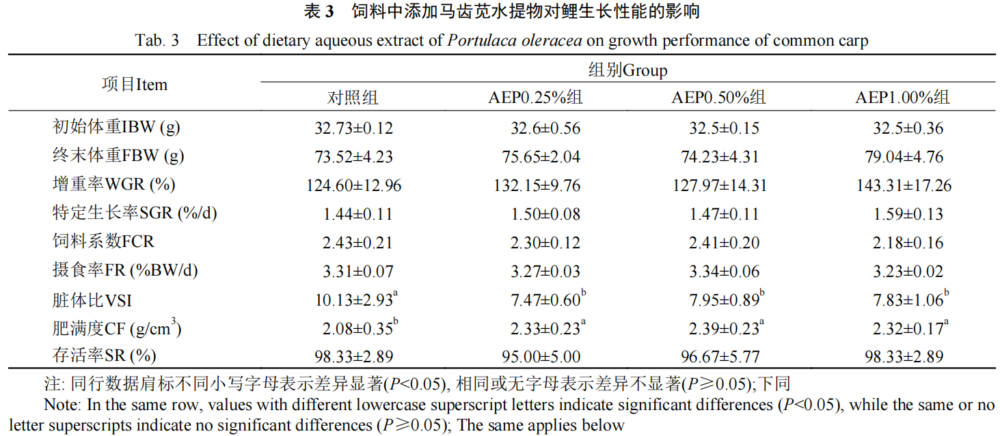 表 3 饲料中添加马齿苋水提物对鲤生长性能的影响
Tab. 3 Effect of dietary aqueous extract of Portulaca oleracea on growth performance of common carp
项目Item 组别Group
对照组 AEP0.25%组 AEP0.50%组 AEP1.00%组
初始体重IBW (g) 32.73±0.12 32.6±0.56 32.5±0.15 32.5±0.36
终末体重FBW (g) 73.52±4.23 75.65±2.04 74.23±4.31 79.04±4.76
增重率WGR (%) 124.60±12.96 132.15±9.76 127.97±14.31 143.31±17.26
特定生长率SGR (%/d) 1.44±0.11 1.50±0.08 1.47±0.11 1.59±0.13
饲料系数FCR 2.43±0.21 2.30±0.12 2.41±0.20 2.18±0.16
摄食率FR (%BW/d) 3.31±0.07 3.27±0.03 3.34±0.06 3.23±0.02
脏体比VSI 10.13±2.93ᵃ 7.47±0.60ᵇ 7.95±0.89ᵇ 7.83±1.06ᵇ
肥满度CF (g/cm³) 2.08±0.35ᵇ 2.33±0.23ᵃ 2.39±0.23ᵃ 2.32±0.17ᵃ
存活率SR (%) 98.33±2.89 95.00±5.00 96.67±5.77 98.33±2.89
注: 同行数据肩标不同小写字母表示差异显著(P<0.05), 相同或无字母表示差异不显著(P≥0.05);下同
Note: In the same row, values with different lowercase superscript letters indicate significant differences (P<0.05), while the same or no
letter superscripts indicate no significant differences (P≥0.05); The same applies below